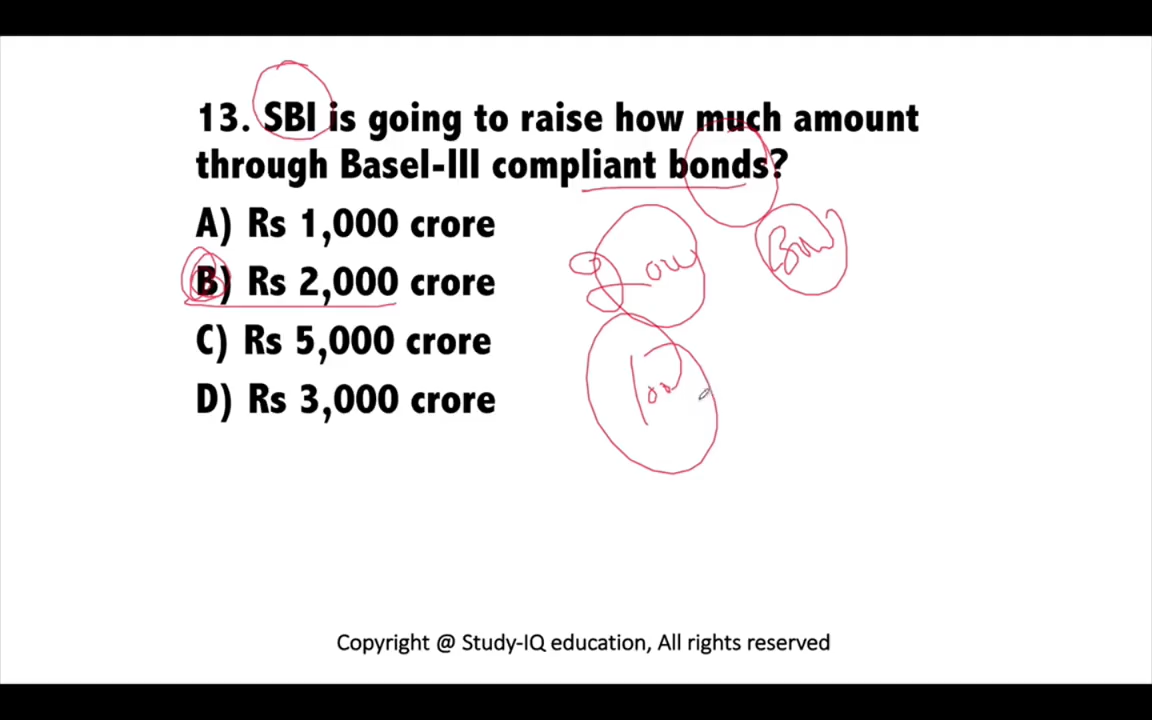 13. SBI is going to raise how much amount
through Basel-III compliant bonds?
A) Rs 1,000 crore
B) Rs 2,000 crore
C) Rs 5,000 crore
D) Rs 3,000 crore
Copyright @ Study-IQ education, All rights reserved